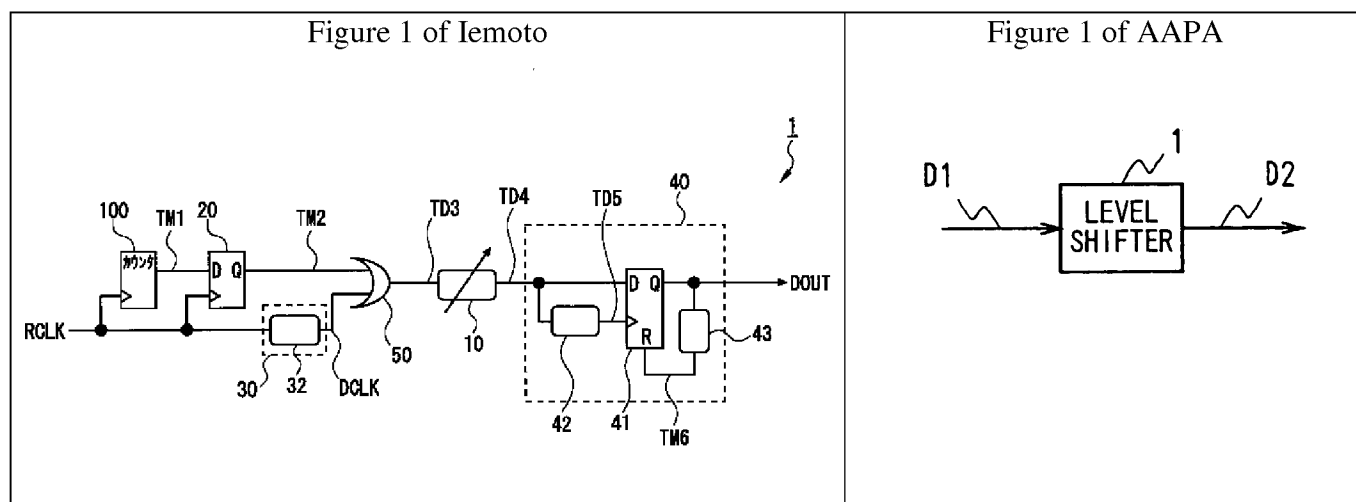 Figure 1 of Iemoto
1
40
100
TM1
20
TM2
TD3
TD4
TD5
カウンタ
D Q
D Q
DOUT
R
RCLK
50
10
43
30
32
DCLK
42
41
TM6
Figure 1 of AAPA
1
D1
D2
LEVEL
SHIFTER